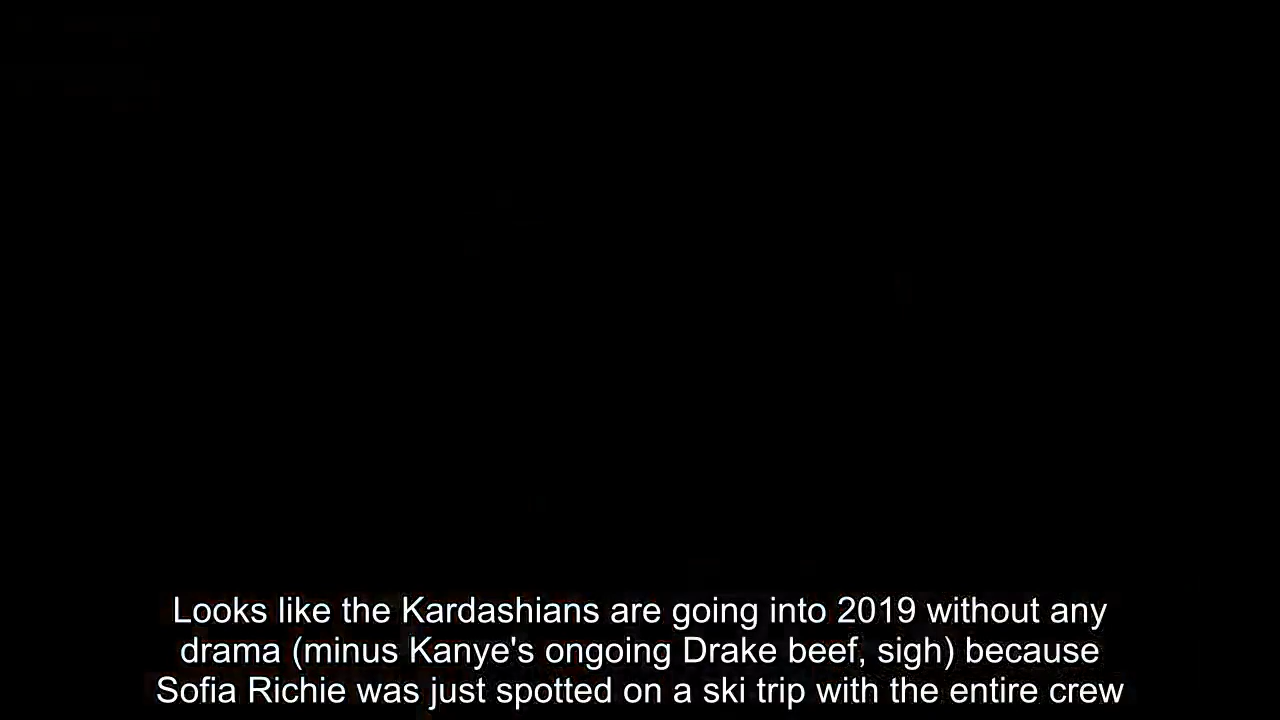 Looks like the Kardashians are going into 2019 without any
drama (minus Kanye's ongoing Drake beef, sigh) because
Sofia Richie was just spotted on a ski trip with the entire crew